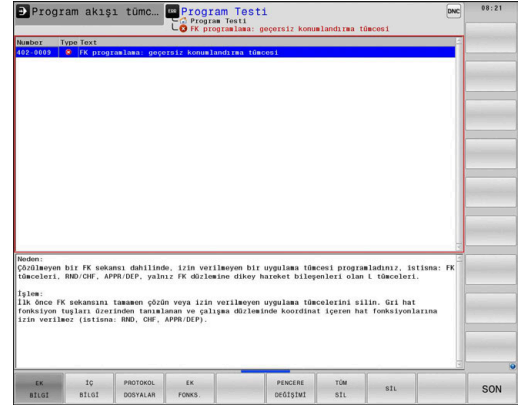 Program akışı tümc...
Program Testi
DNC
08:21
Program Testi
FK programlama: geçersiz konumlandırma tümcesi
Number Type Text
402-0009 FK programlama: geçersiz konumlandırma tümcesi
Neden:
Çözülmeyen bir FK sekansı dahilinde, izin verilmeyen bir uygulama tümcesi programladınız, istisna: FK
tümceleri, RND/CHF, APPR/DEP, yalnız FK düzlemine dikey hareket bileşenleri olan L tümceleri.
İşlem:
İlk önce FK sekansını tamamen çözün veya izin verilmeyen uygulama tümcelerini silin. Gri hat
fonksiyon tuşları üzerinden tanımlanan ve çalışma düzleminde koordinat içeren hat fonksiyonlarına
izin verilmez (istisna: RND, CHF, APPR/DEP).
EK
BİLGİ
İÇ
BİLGİ
PROTOKOL
DOSYALAR
EK
FONKS.
PENCERE
DEĞİŞİMİ
TÜM
SİL
SİL
SON